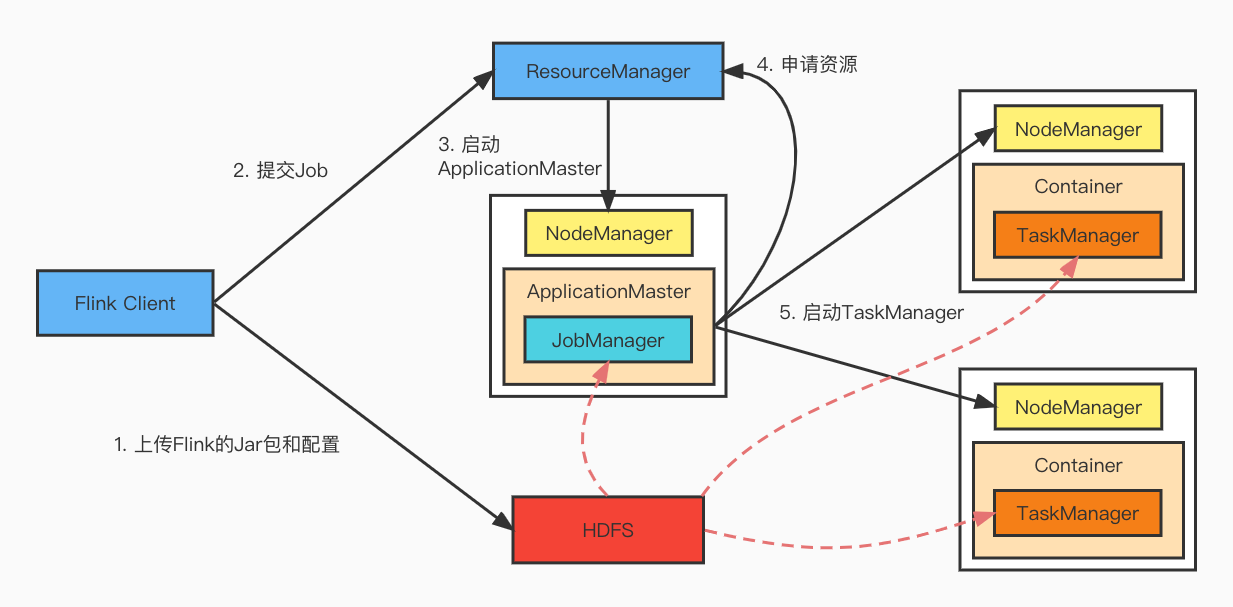 ResourceManager
4. 申请资源
NodeManager
3. 启动
ApplicationMaster
2. 提交Job
Container
NodeManager
TaskManager
ApplicationMaster
Flink Client
5. 启动TaskManager
JobManager
NodeManager
1. 上传Flink的Jar包和配置
Container
TaskManager
HDFS